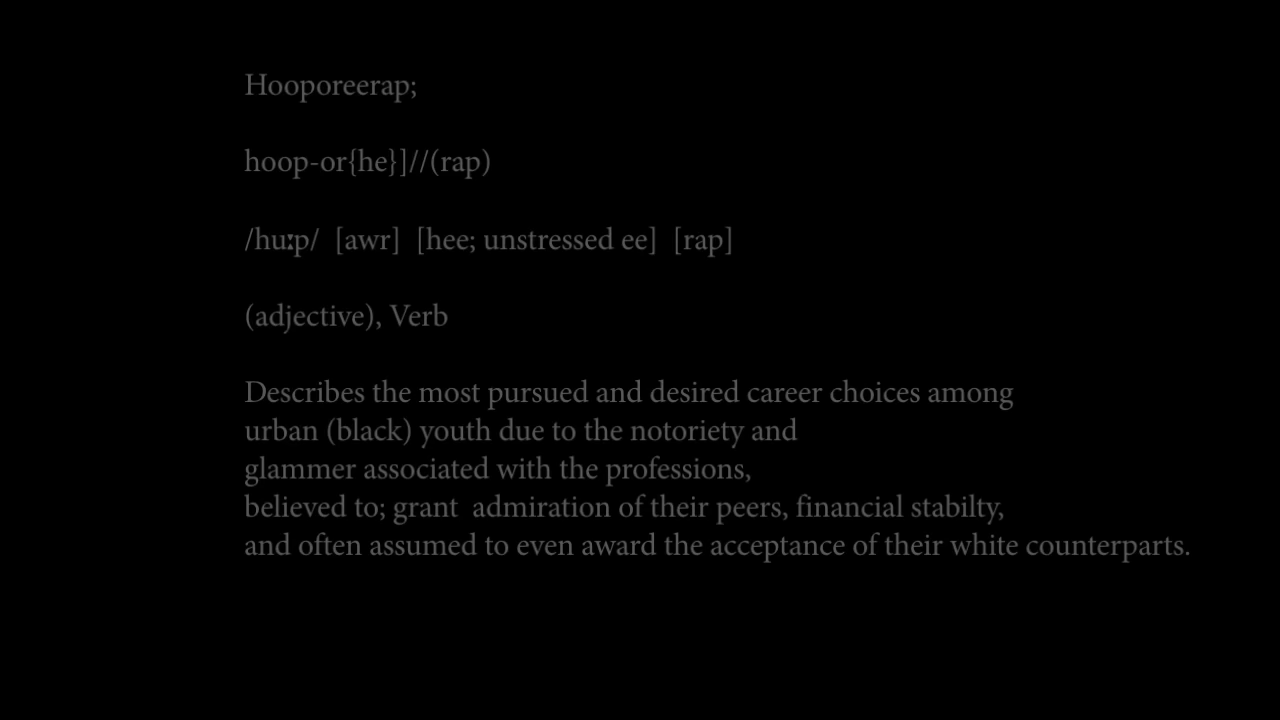 Hooporeerap;
hoop-or{he}]//(rap)
/huːp/ [awr] [hee; unstressed ee] [rap]
(adjective), Verb
Describes the most pursued and desired career choices among
urban (black) youth due to the notoriety and
glammer associated with the professions,
believed to; grant admiration of their peers, financial stabilty,
and often assumed to even award the acceptance of their white counterparts.